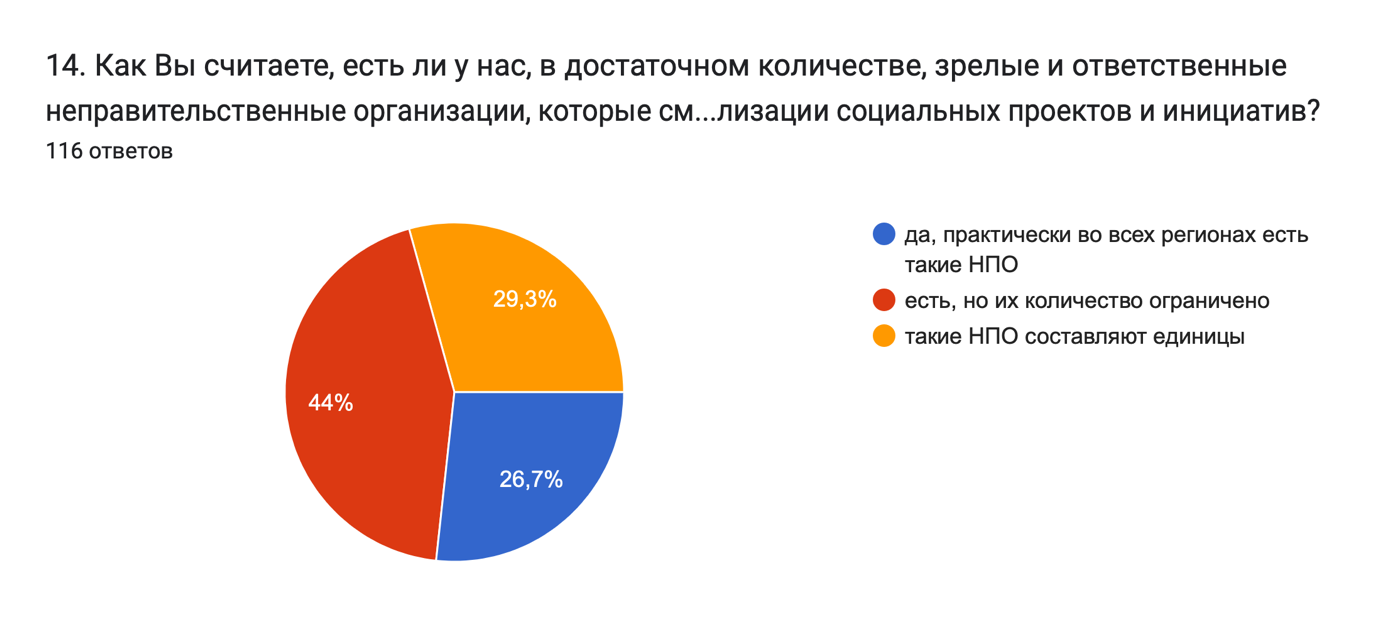 14. Как Вы считаете, есть ли у нас, в достаточном количестве, зрелые и ответственные
неправительственные организации, которые см...лизации социальных проектов и инициатив?
116 ответов
да, практически во всех регионах есть
такие НПО
есть, но их количество ограничено
такие НПО составляют единицы
29,3%
44%
26,7%